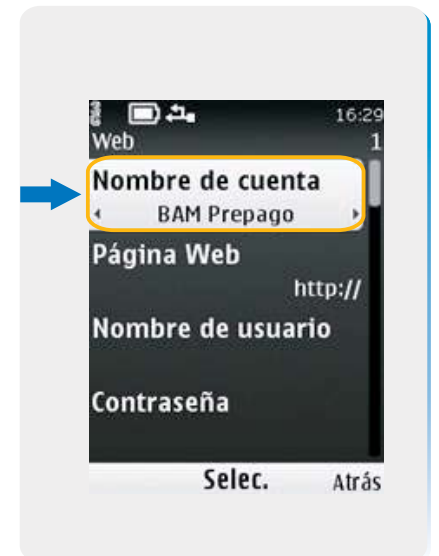 16:29
Web 1
Nombre de cuenta
BAM Prepago
Página Web
http://
Nombre de usuario
Contraseña
Selec. Atrás